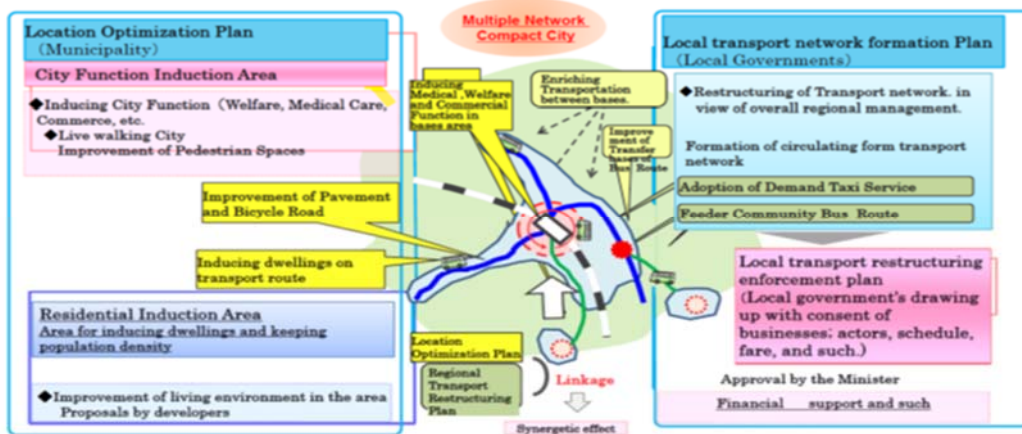 Multiple Network
Compact City
Location Optimization Plan
(Municipality)
City Function Induction Area
◆Inducing City Function (Welfare, Medical Care,
Commerce, etc.
◆Live walking City
Improvement of Pedestrian Spaces
Improvement of Pavement
and Bicycle Road
Inducing dwellings on
transport route
Residential Induction Area
Area for inducing dwellings and keeping
population density
◆Improvement of living environment in the area
Proposals by developers
Inducing
Medical ,Welfare
and Commercial
Function in
bases area
Enriching
Transportation
between bases.
Improve
ment of
Transfer
bases of
Bus Route
Location
Optimization Plan
Regional
Transport
Restructuring
Plan
Linkage
Synergetic effect
Local transport network formation Plan
(Local Governments)
◆Restructuring of Transport network. in
view of overall regional management.
Formation of circulating form transport
network
Adoption of Demand Taxi Service
Feeder Community Bus Route
Local transport restructuring
enforcement plan
(Local government's drawing
up with consent of
businesses; actors, schedule,
fare, and such.)
Approval by the Minister
Financial support and such